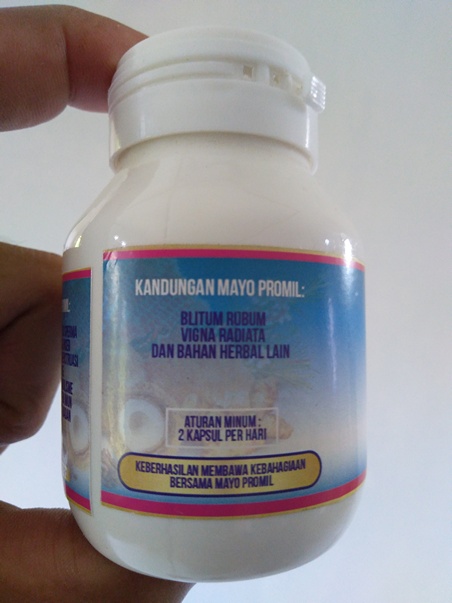 KANDUNGAN MAYO PROMIL:
BLITUM RUBUM
VIGNA RADIATA
DAN BAHAN HERBAL LAIN
ATURAN MINUM :
2 KAPSUL PER HARI
KEBERHASILAN MEMBAWA KEBAHAGIAAN
BERSAMA MAYO PROMIL